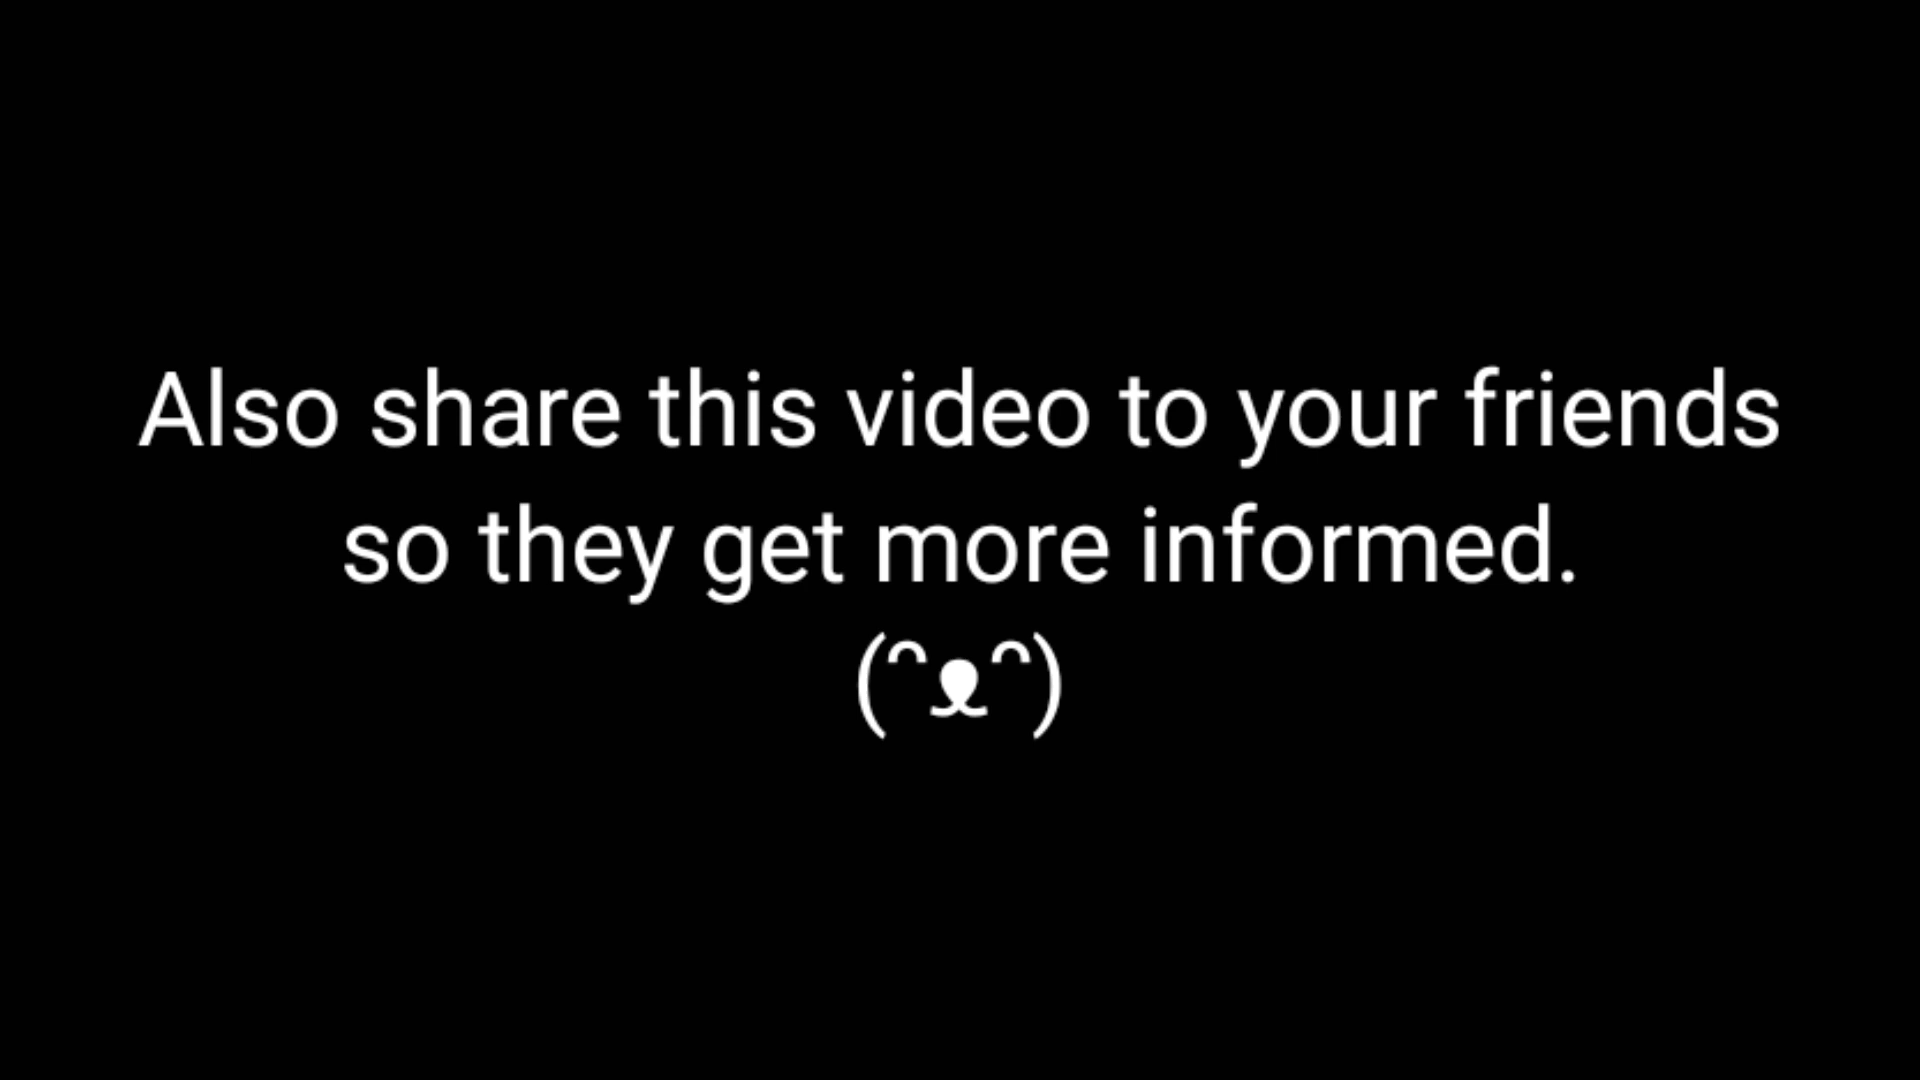 Also share this video to your friends
so they get more informed.
(ᵔᴥᵔ)